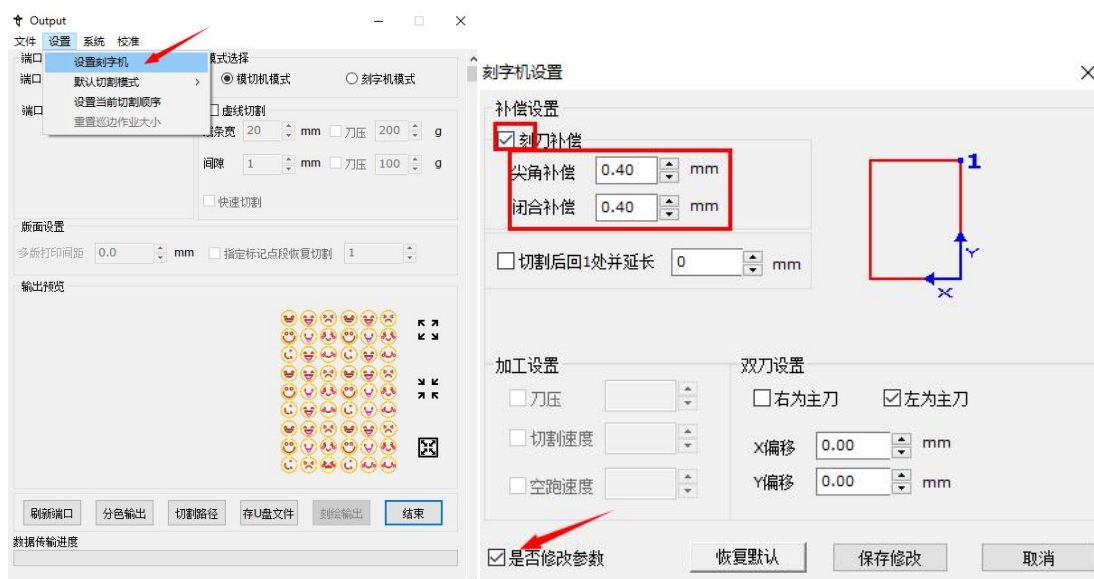 Output
文件 设置 系统 校准
设置刻字机
默认切割模式
设置当前切割顺序
重置巡边作业大小
端口
端口
端口
模式选择
模切机模式 刻字机模式
虚线切割
20 mm 刀压 200 g
间隙 1 mm 刀压 100 g
快速切割
版面设置
多版打印间距 0.0 mm 指定标记点段恢复切割 1
输出预览
刷新端口 分色输出 切割路径 存U盘文件 刻绘输出 结束
数据传输进度
刻字机设置
补偿设置
刻刀补偿
尖角补偿 0.40 mm
闭合补偿 0.40 mm
切割后回1处并延长 0 mm
1
Y
X
加工设置
刀压
切割速度
空跑速度
双刀设置
右为主刀 左为主刀
X偏移 0.00 mm
Y偏移 0.00 mm
是否修改参数 恢复默认 保存修改 取消